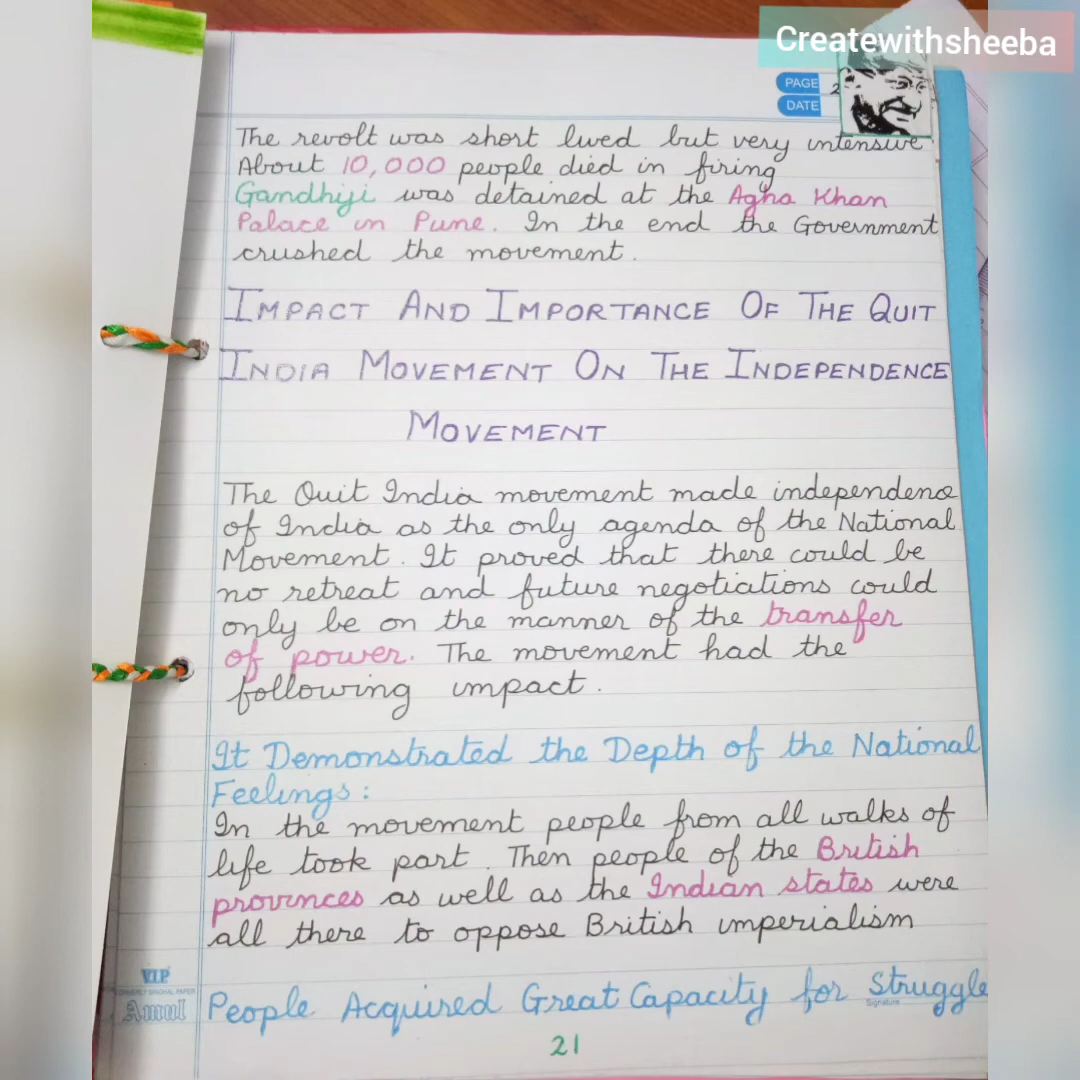 Createwithsheeba
PAGE 2
DATE
The revolt was short lived but very intensive
About 10,000 people died in firing
Gandhiji was detained at the Agha Khan
Palace in Pune. In the end the Government
crushed the movement.
IMPACT AND IMPORTANCE OF THE QUIT
INDIA MOVEMENT ON THE INDEPENDENCE
MOVEMENT
The Quit India movement made independence
of India as the only agenda of the National
Movement. It proved that there could be
no retreat and future negotiations could
only be on the manner of the transfer
of power. The movement had the
following impact.
It Demonstrated the Depth of the National
Feelings:
In the movement people from all walks of
life took part. Then people of the British
provinces as well as the Indian states were
all there to oppose British imperialism
People Acquired Great Capacity for Struggle
Signature
VIP
Amul
21